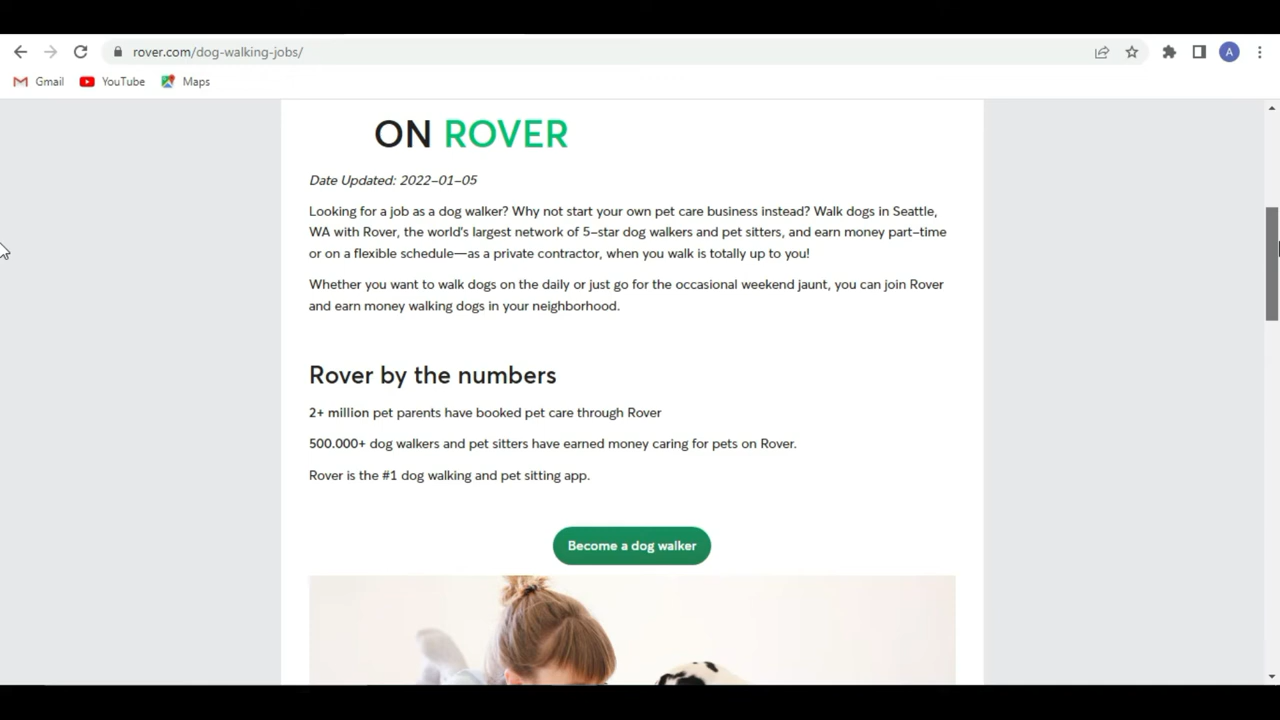 rover.com/dog-walking-jobs/
A
Gmail
YouTube
Maps
ON ROVER
Date Updated: 2022-01-05
Looking for a job as a dog walker? Why not start your own pet care business instead? Walk dogs in Seattle,
WA with Rover, the world's largest network of 5-star dog walkers and pet sitters, and earn money part-time
or on a flexible schedule—as a private contractor, when you walk is totally up to you!
Whether you want to walk dogs on the daily or just go for the occasional weekend jaunt, you can join Rover
and earn money walking dogs in your neighborhood.
Rover by the numbers
2+ million pet parents have booked pet care through Rover
500.000+ dog walkers and pet sitters have earned money caring for pets on Rover.
Rover is the #1 dog walking and pet sitting app.
Become a dog walker